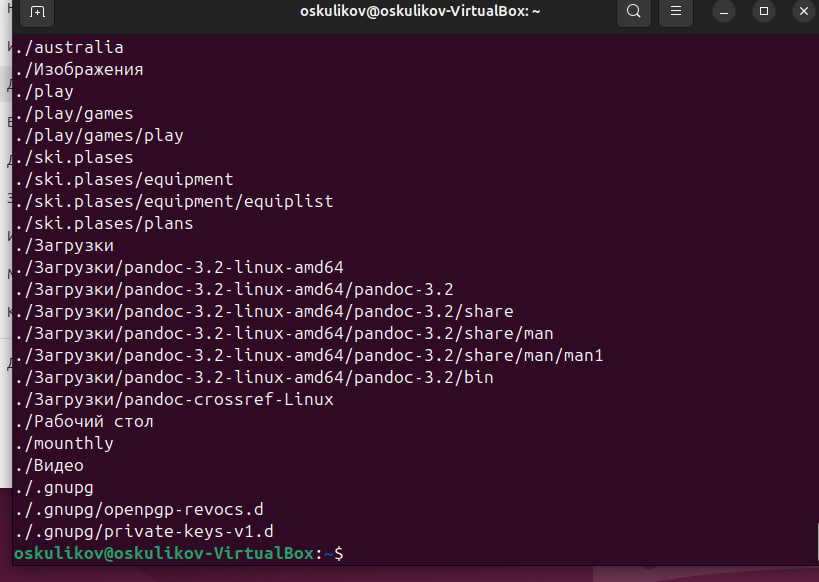 oskulikov@oskulikov-VirtualBox: ~
./australia
./Изображения
./play
./play/games
./play/games/play
./ski.plases
./ski.plases/equipment
./ski.plases/equipment/equiplist
./ski.plases/plans
./Загрузки
./Загрузки/pandoc-3.2-linux-amd64
./Загрузки/pandoc-3.2-linux-amd64/pandoc-3.2
./Загрузки/pandoc-3.2-linux-amd64/pandoc-3.2/share
./Загрузки/pandoc-3.2-linux-amd64/pandoc-3.2/share/man
./Загрузки/pandoc-3.2-linux-amd64/pandoc-3.2/share/man/man1
./Загрузки/pandoc-3.2-linux-amd64/pandoc-3.2/bin
./Загрузки/pandoc-crossref-Linux
./Рабочий стол
./mounthly
./Видео
./.gnupg
./.gnupg/openpgp-revocs.d
./.gnupg/private-keys-v1.d
oskulikov@oskulikov-VirtualBox:~$